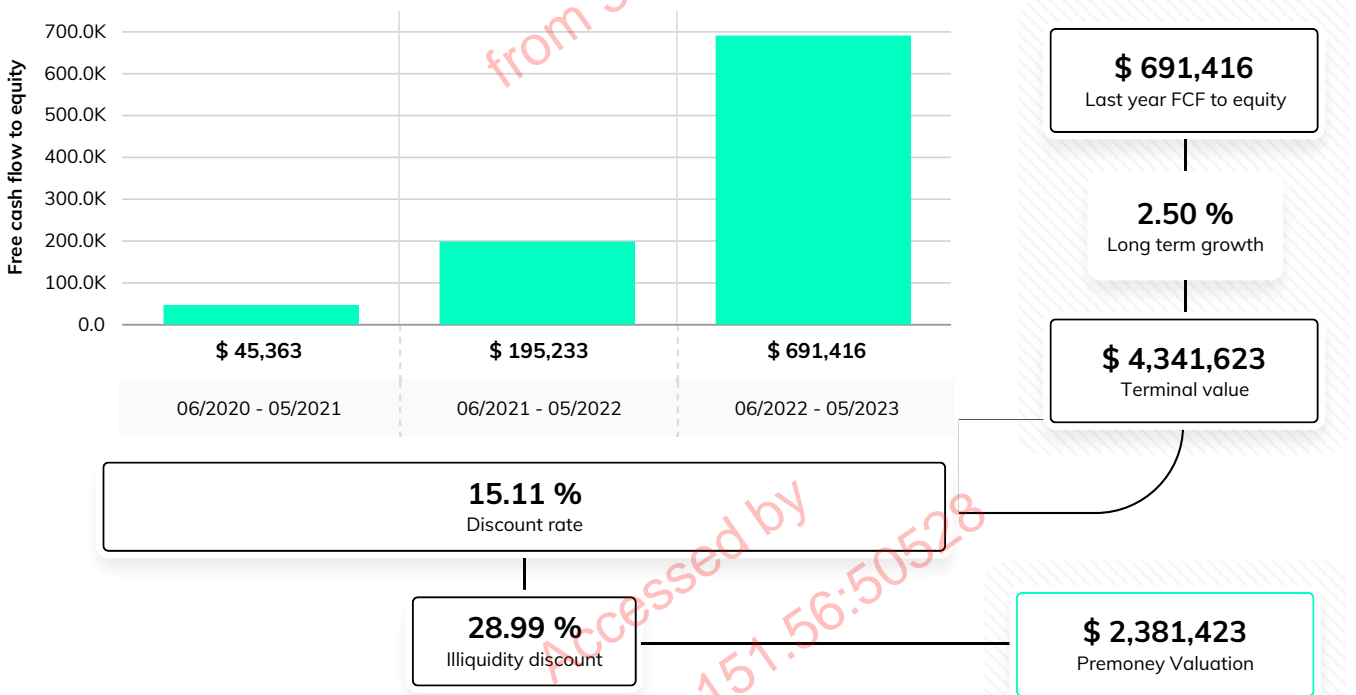 700.0K
600.0K
500.0K
400.0K
300.0K
200.0K
100.0K
0.0
Free cash flow to equity
$ 45,363
$ 195,233
$ 691,416
06/2020 - 05/2021
06/2021 - 05/2022
06/2022 - 05/2023
15.11 %
Discount rate
28.99 %
Illiquidity discount
$ 691,416
Last year FCF to equity
2.50 %
Long term growth
$ 4,341,623
Terminal value
$ 2,381,423
Premoney Valuation
from
Accessed by
151.56:50528